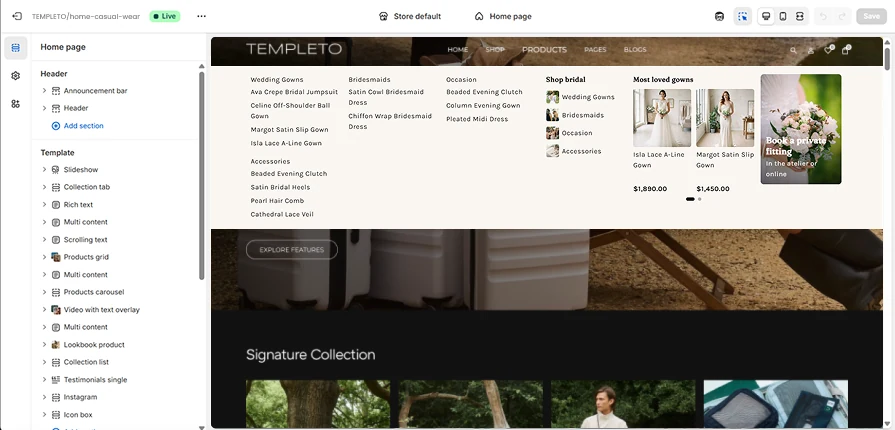 TEMPLETO/home-casual-wear
Live
Store default
Home page
Save
Home page
Header
Announcement bar
Header
Add section
Template
Slideshow
Collection tab
Rich text
Multi content
Scrolling text
Products grid
Multi content
Products carousel
Video with text overlay
Multi content
Lookbook product
Collection list
Testimonials single
Instagram
Icon box
TEMPLETO
HOME
SHOP
PRODUCTS
PAGES
BLOGS
Wedding Gowns
Ava Crepe Bridal Jumpsuit
Celine Off-Shoulder Ball
Gown
Margot Satin Slip Gown
Isla Lace A-Line Gown
Accessories
Beaded Evening Clutch
Satin Bridal Heels
Pearl Hair Comb
Cathedral Lace Veil
Bridesmaids
Satin Cowl Bridesmaid
Dress
Chiffon Wrap Bridesmaid
Dress
Occasion
Beaded Evening Clutch
Column Evening Gown
Pleated Midi Dress
Shop bridal
Wedding Gowns
Bridesmaids
Occasion
Accessories
Most loved gowns
Isla Lace A-Line
Gown
$1,890.00
Margot Satin Slip
Gown
$1,450.00
Book a private
fitting
In the atelier or
online
EXPLORE FEATURES
Signature Collection